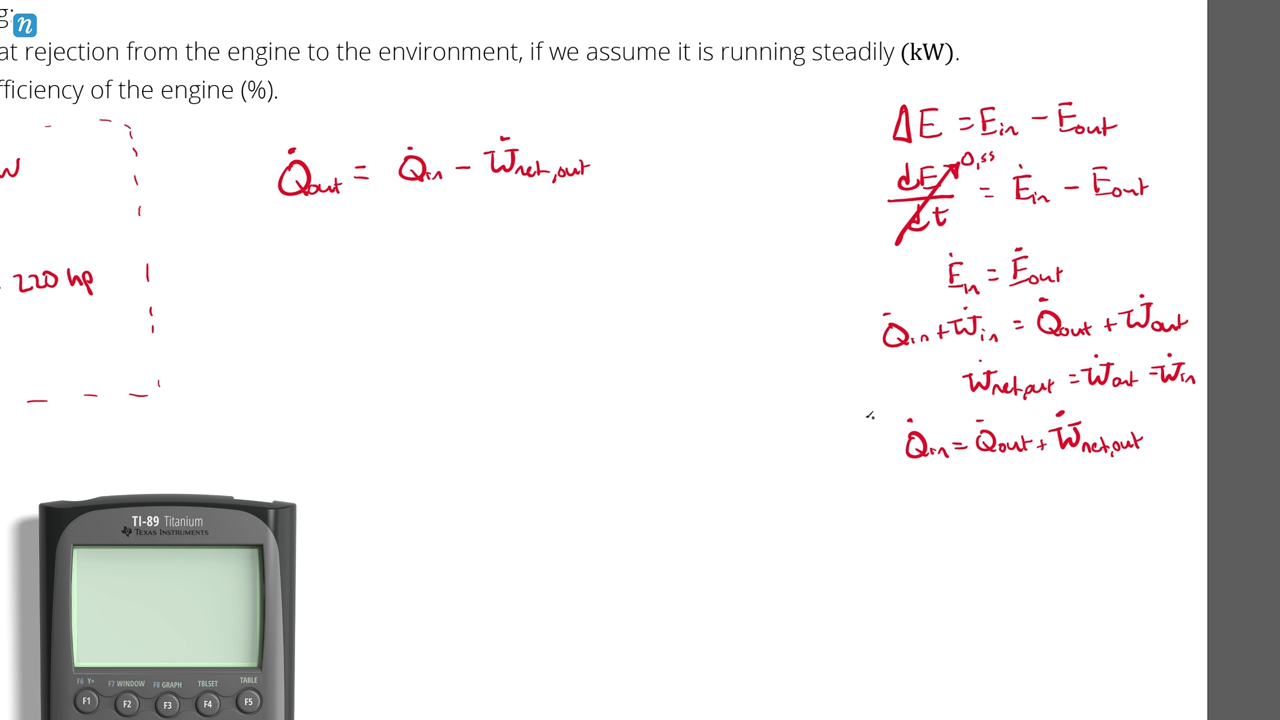 g:
n
at rejection from the engine to the environment, if we assume it is running steadily (kW).
fficiency of the engine (%).
W
220 hp
Q̇out = Q̇in − Ẇnet,out
ΔE = Ein − Eout
dE/dt → 0, ss = Ėin − Ėout
Ėin = Ėout
Q̇in + Ẇin = Q̇out + Ẇout
Ẇnet,out = Ẇout − Ẇin
Q̇in = Q̇out + Ẇnet,out
TI-89 Titanium
TEXAS INSTRUMENTS
F6 Y= F7 WINDOW F8 GRAPH TBLSET TABLE
F1 F2 F3 F4 F5